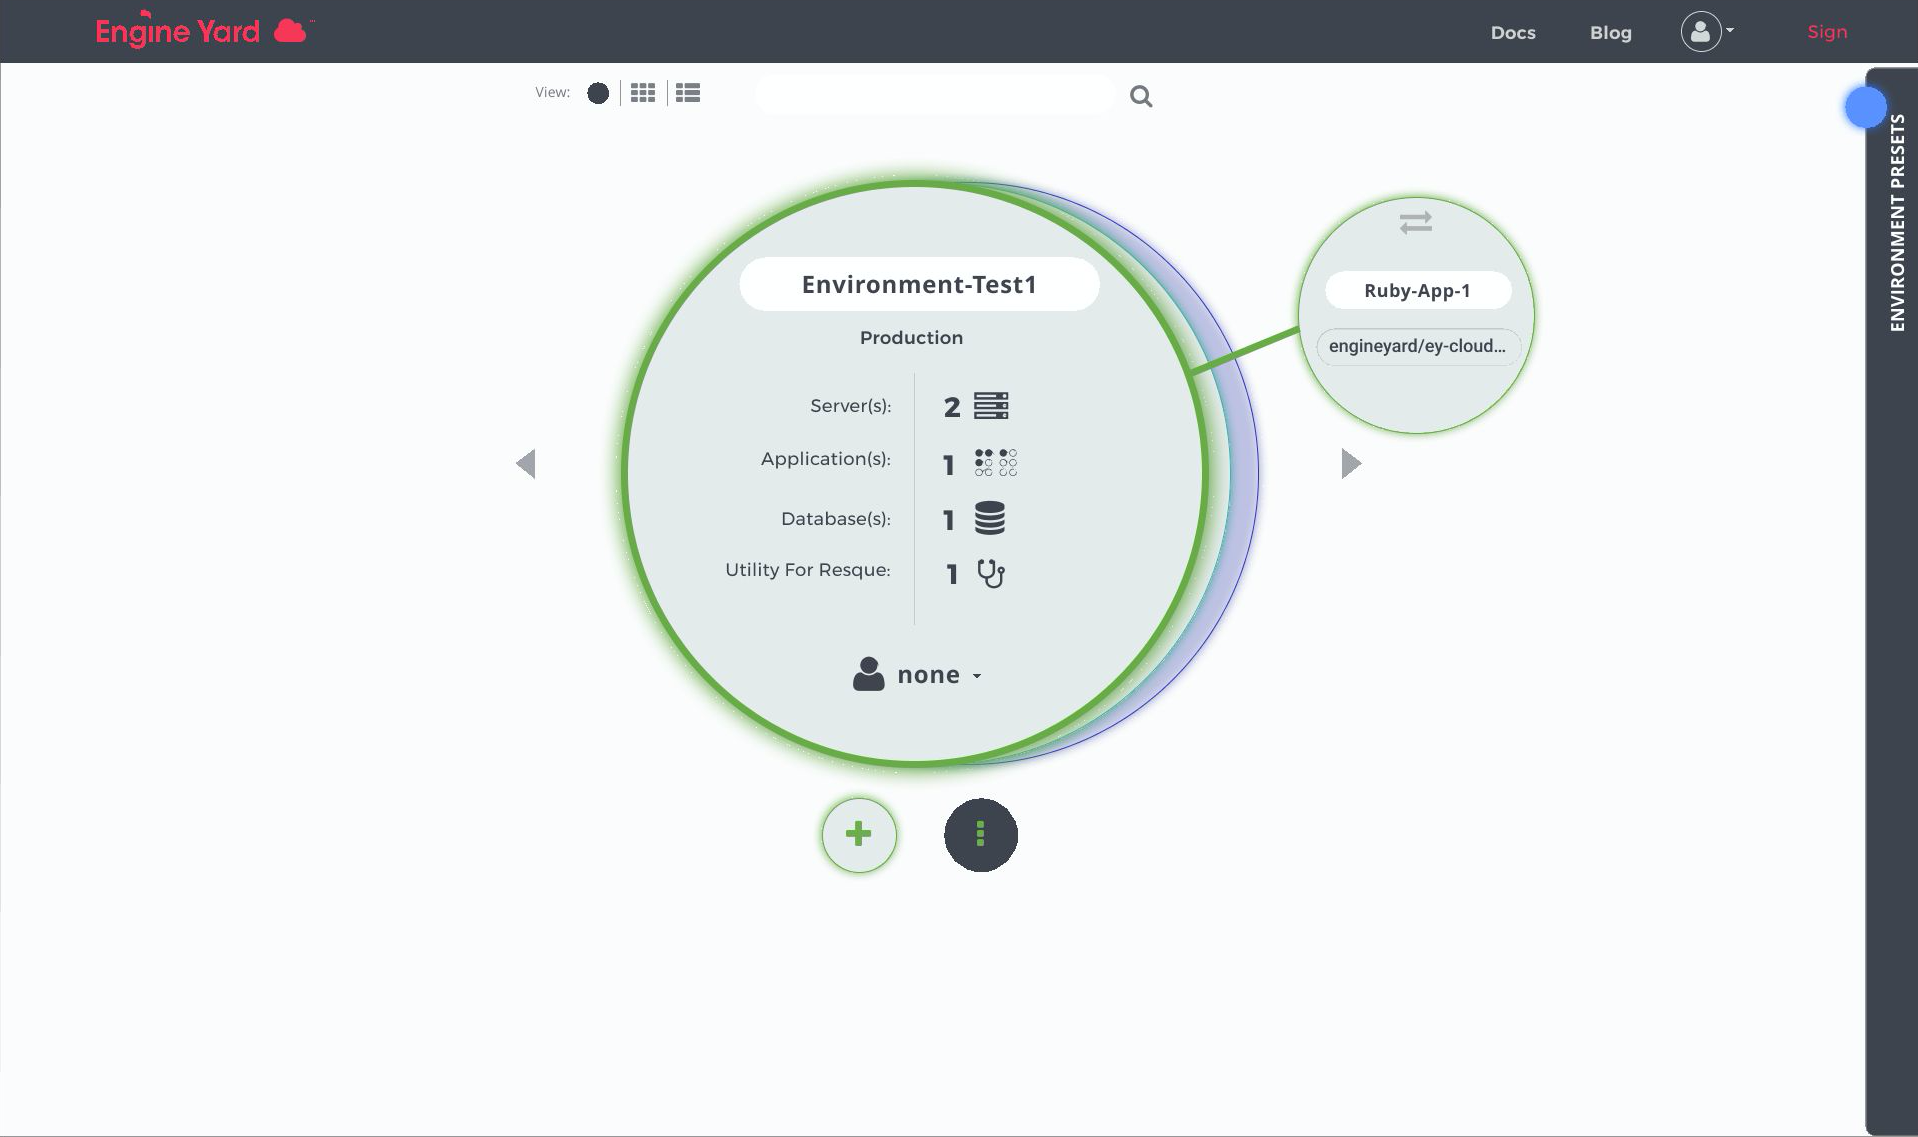 Engine Yard
Docs
Blog
Sign
View:
ENVIRONMENT PRESETS
Environment-Test1
Production
Server(s): 2
Application(s): 1
Database(s): 1
Utility For Resque: 1
none
Ruby-App-1
engineyard/ey-cloud...